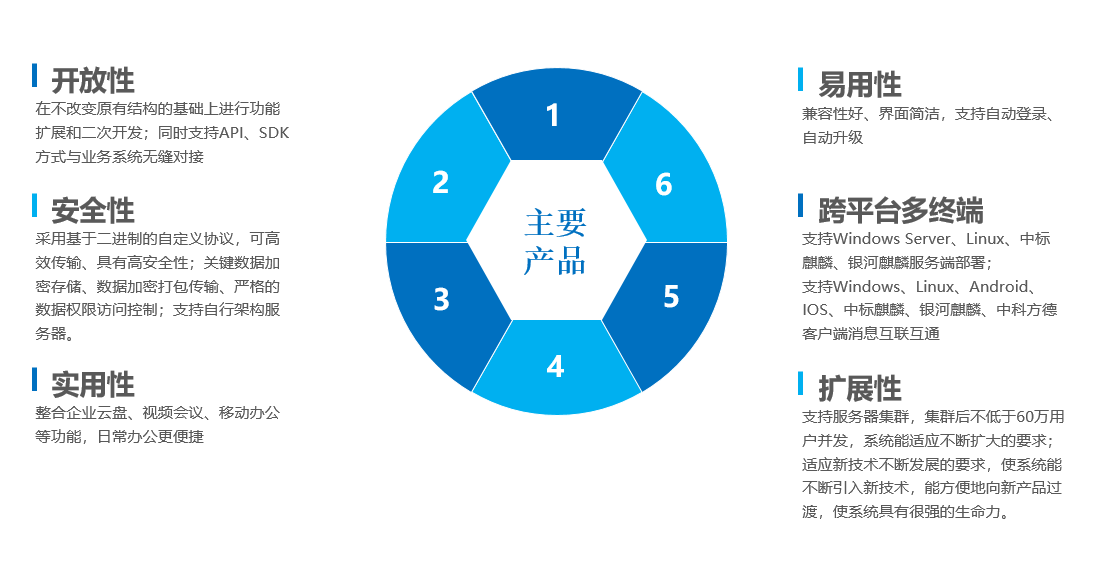 开放性
在不改变原有结构的基础上进行功能
扩展和二次开发；同时支持API、SDK
方式与业务系统无缝对接
安全性
采用基于二进制的自定义协议，可高
效传输、具有高安全性；关键数据加
密存储、数据加密打包传输、严格的
数据权限访问控制；支持自行架构服
务器。
实用性
整合企业云盘、视频会议、移动办公
等功能，日常办公更便捷
1
2
3
4
5
6
主要
产品
易用性
兼容性好、界面简洁，支持自动登录、
自动升级
跨平台多终端
支持Windows Server、Linux、中标
麒麟、银河麒麟服务端部署；
支持Windows、Linux、Android、
IOS、中标麒麟、银河麒麟、中科方德
客户端消息互联互通
扩展性
支持服务器集群，集群后不低于60万用
户并发，系统能适应不断扩大的要求；
适应新技术不断发展的要求，使系统能
不断引入新技术，能方便地向新产品过
渡，使系统具有很强的生命力。